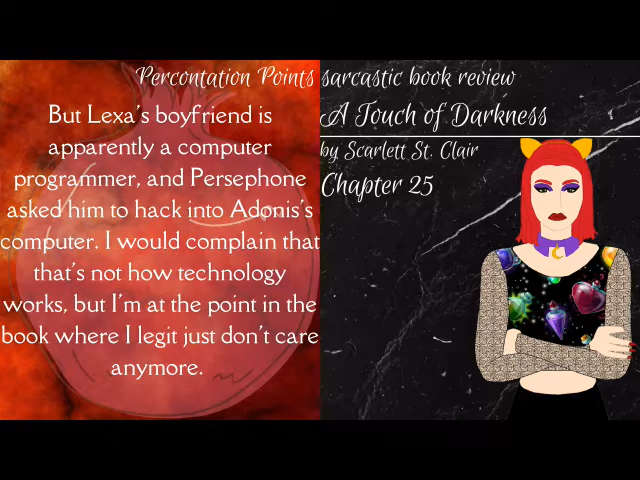 Percontation Points sarcastic book review
But Lexa's boyfriend is
apparently a computer
programmer, and Persephone
asked him to hack into Adonis's
computer. I would complain that
that's not how technology
works, but I'm at the point in the
book where I legit just don't care
anymore.
A Touch of Darkness
by Scarlett St. Clair
Chapter 25